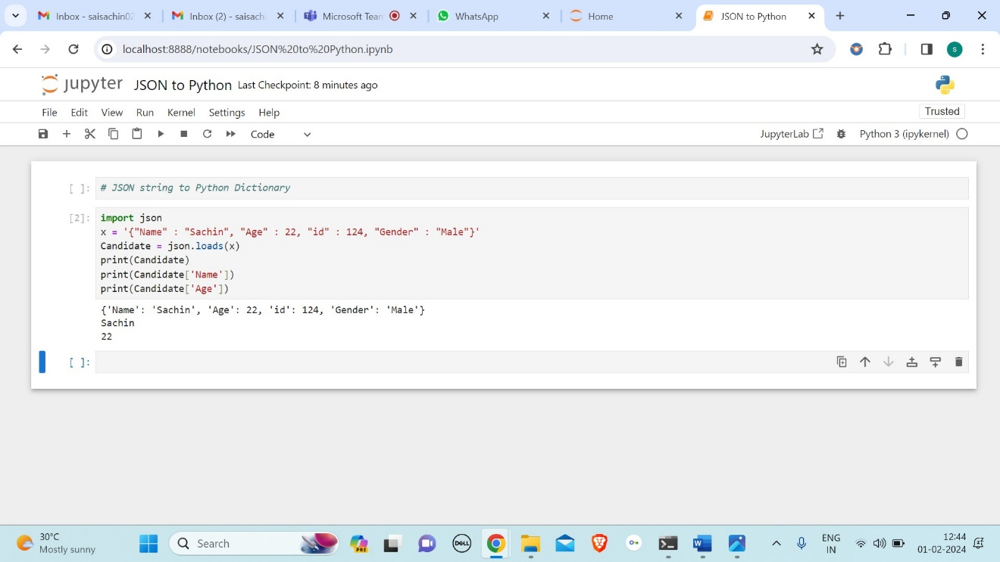 Inbox - saisachin02
Inbox (2) - saisachi
Microsoft Team
WhatsApp
Home
JSON to Python
localhost:8888/notebooks/JSON%20to%20Python.ipynb
s
jupyter JSON to Python Last Checkpoint: 8 minutes ago
File Edit View Run Kernel Settings Help
Trusted
Code
JupyterLab
Python 3 (ipykernel)
[ ]: # JSON string to Python Dictionary
[2]: import json
x = '{"Name" : "Sachin", "Age" : 22, "id" : 124, "Gender" : "Male"}'
Candidate = json.loads(x)
print(Candidate)
print(Candidate['Name'])
print(Candidate['Age'])
{'Name': 'Sachin', 'Age': 22, 'id': 124, 'Gender': 'Male'}
Sachin
22
[ ]:
30°C
Mostly sunny
Search
PRE
DELL
ENG
IN
12:44
01-02-2024